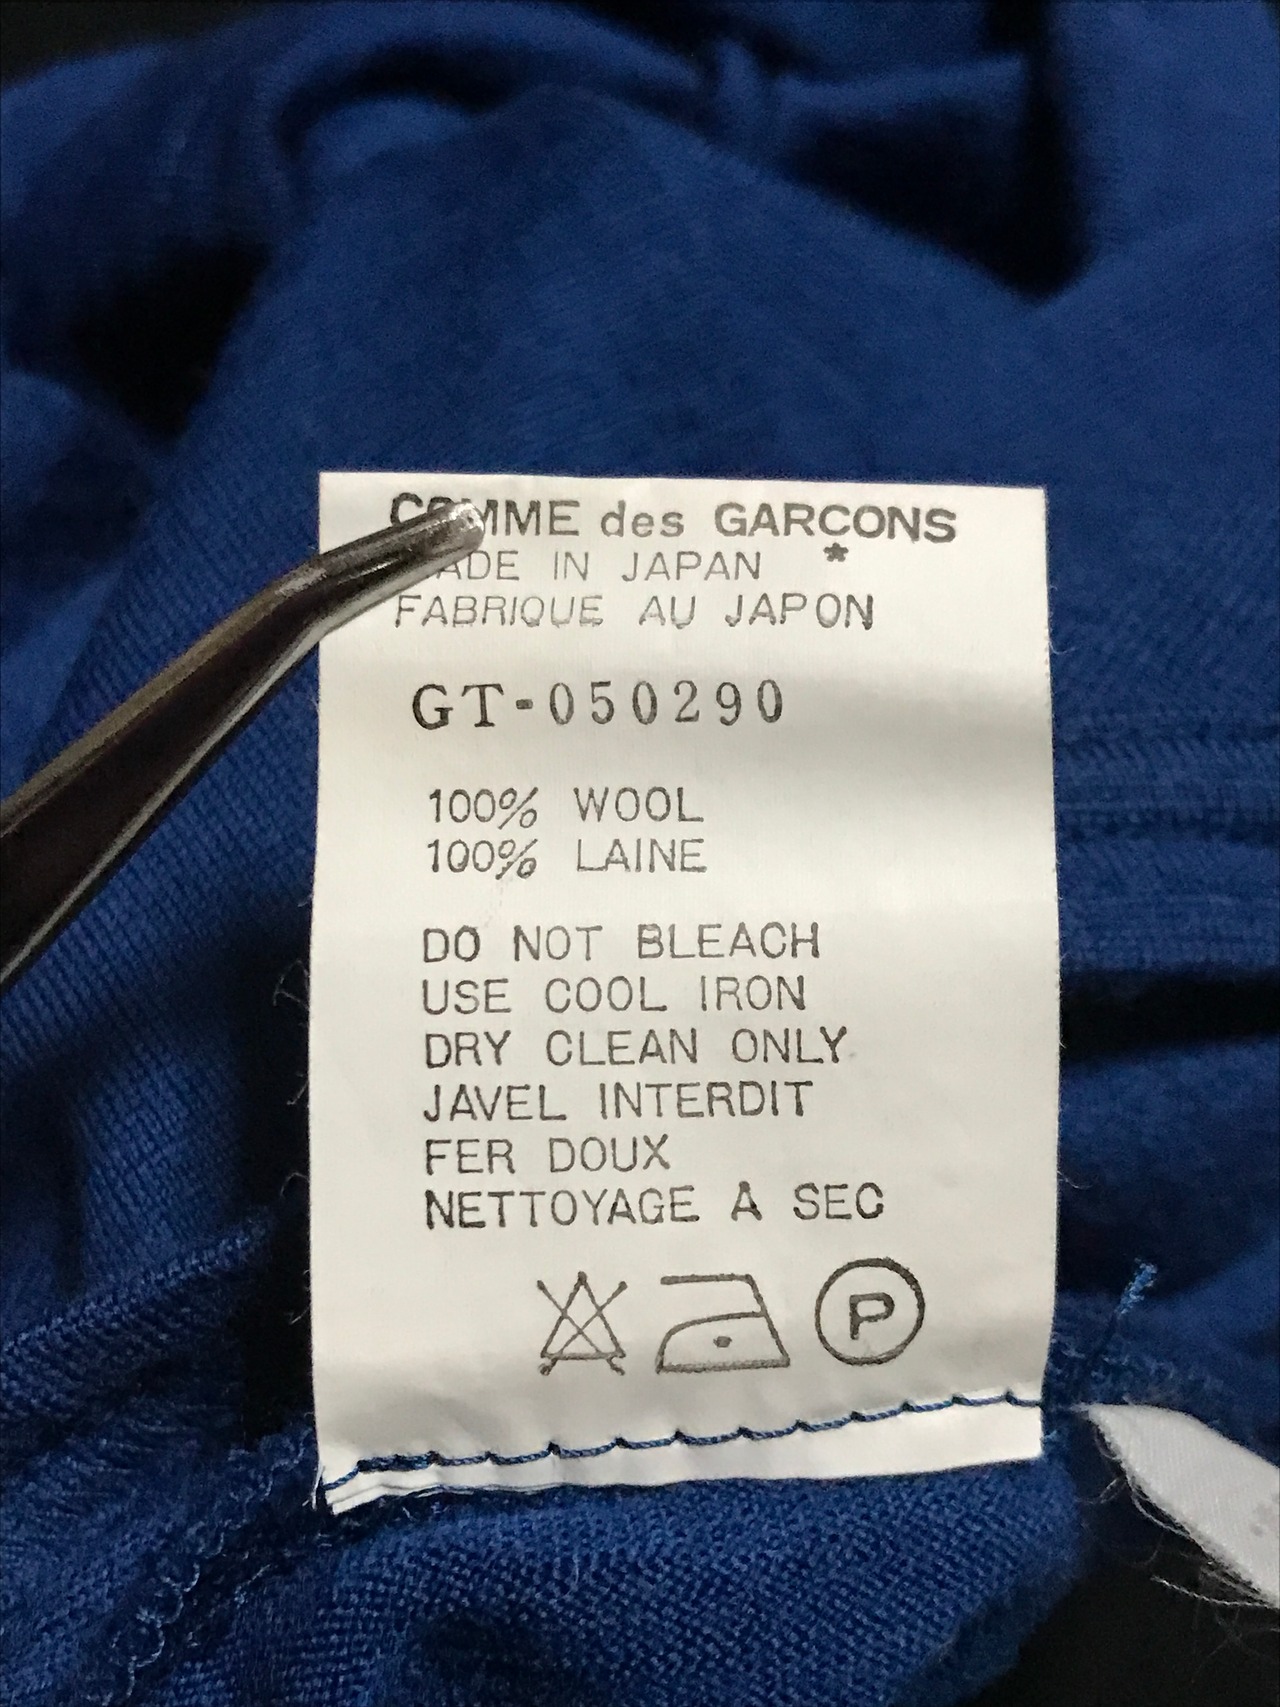 COMME des GARCONS
*
MADE IN JAPAN
FABRIQUE AU JAPON
GT-050290
100% WOOL
100% LAINE
DO NOT BLEACH
USE COOL IRON
DRY CLEAN ONLY
JAVEL INTERDIT
FER DOUX
NETTOYAGE A SEC
P